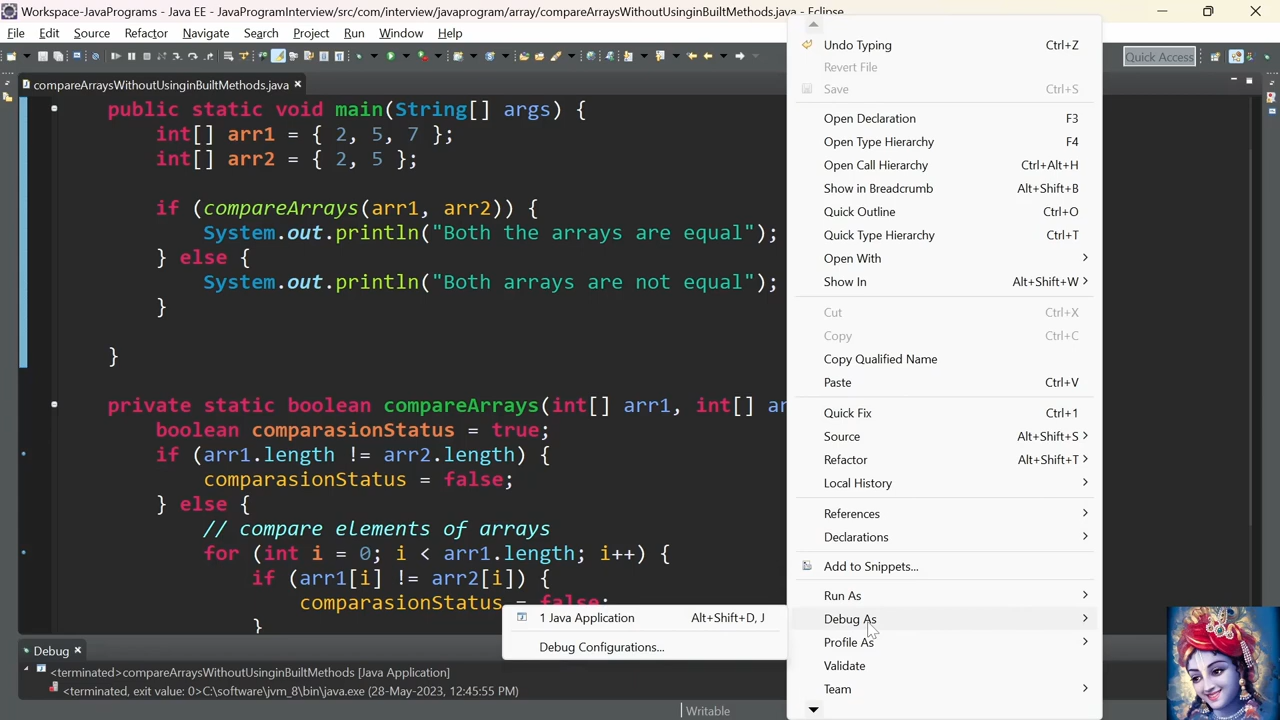 Workspace-JavaPrograms - Java EE - JavaProgramInterview/src/com/interview/javaprogram/array/compareArraysWithoutUsinginBuiltMethods.java - Eclipse
File Edit Source Refactor Navigate Search Project Run Window Help
Quick Access
compareArraysWithoutUsinginBuiltMethods.java
public static void main(String[] args) {
int[] arr1 = { 2, 5, 7 };
int[] arr2 = { 2, 5 };
if (compareArrays(arr1, arr2)) {
System.out.println("Both the arrays are equal");
} else {
System.out.println("Both arrays are not equal");
}
}
private static boolean compareArrays(int[] arr1, int[] ar
boolean comparasionStatus = true;
if (arr1.length != arr2.length) {
comparasionStatus = false;
} else {
// compare elements of arrays
for (int i = 0; i < arr1.length; i++) {
if (arr1[i] != arr2[i]) {
comparasionStatus = false;
}
Undo Typing Ctrl+Z
Revert File
Save Ctrl+S
Open Declaration F3
Open Type Hierarchy F4
Open Call Hierarchy Ctrl+Alt+H
Show in Breadcrumb Alt+Shift+B
Quick Outline Ctrl+O
Quick Type Hierarchy Ctrl+T
Open With
Show In Alt+Shift+W
Cut Ctrl+X
Copy Ctrl+C
Copy Qualified Name
Paste Ctrl+V
Quick Fix Ctrl+1
Source Alt+Shift+S
Refactor Alt+Shift+T
Local History
References
Declarations
Add to Snippets...
Run As
Debug As
Profile As
Validate
Team
1 Java Application Alt+Shift+D, J
Debug Configurations...
Debug
<terminated>compareArraysWithoutUsinginBuiltMethods [Java Application]
<terminated, exit value: 0>C:\software\jvm_8\bin\java.exe (28-May-2023, 12:45:55 PM)
Writable